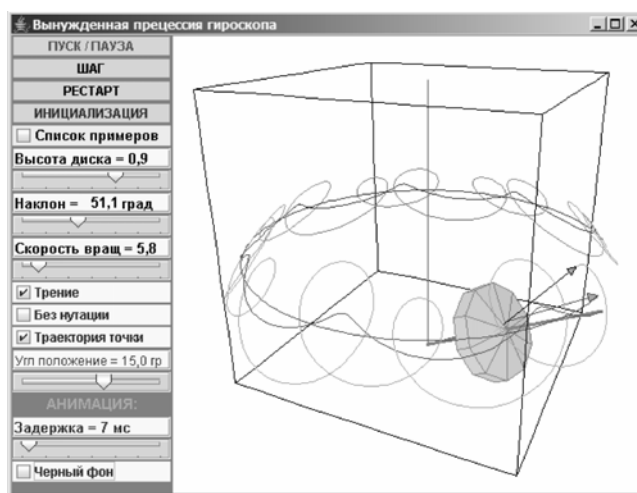 Вынужденная прецессия гироскопа
ПУСК / ПАУЗА
ШАГ
РЕСТАРТ
ИНИЦИАЛИЗАЦИЯ
Список примеров
Высота диска = 0,9
Наклон = 51,1 град
Скорость вращ = 5,8
Трение
Без нутации
Траектория точки
Угл положение = 15,0 гр
АНИМАЦИЯ:
Задержка = 7 мс
Черный фон